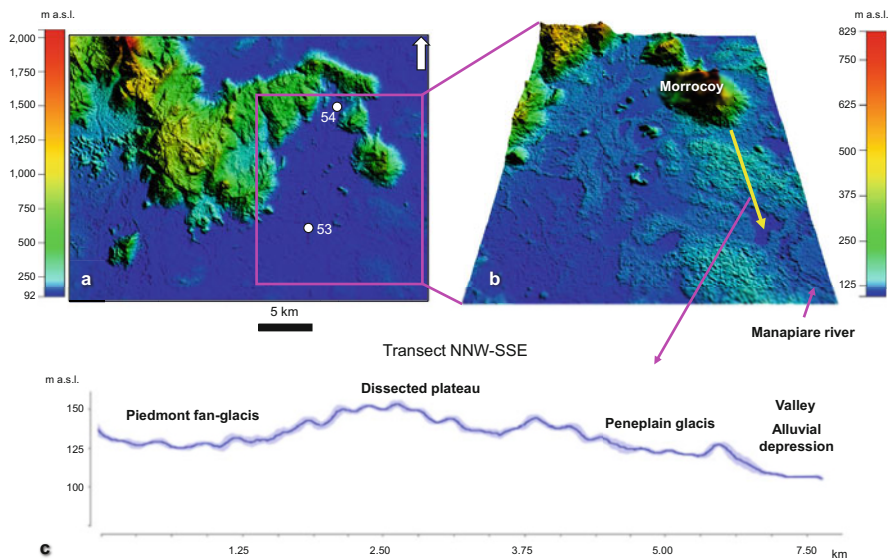 m a.s.l.
2,000
1,750
1,500
1,000
750
500
250
92
54
53
a
5 km
Morrocoy
b
m a.s.l.
829
750
625
500
375
250
125
Manapiare river
Transect NNW-SSE
m a.s.l.
150
125
100
Piedmont fan-glacis
Dissected plateau
Peneplain glacis
Valley
Alluvial
depression
c
1.25
2.50
3.75
5.00
7.50
km